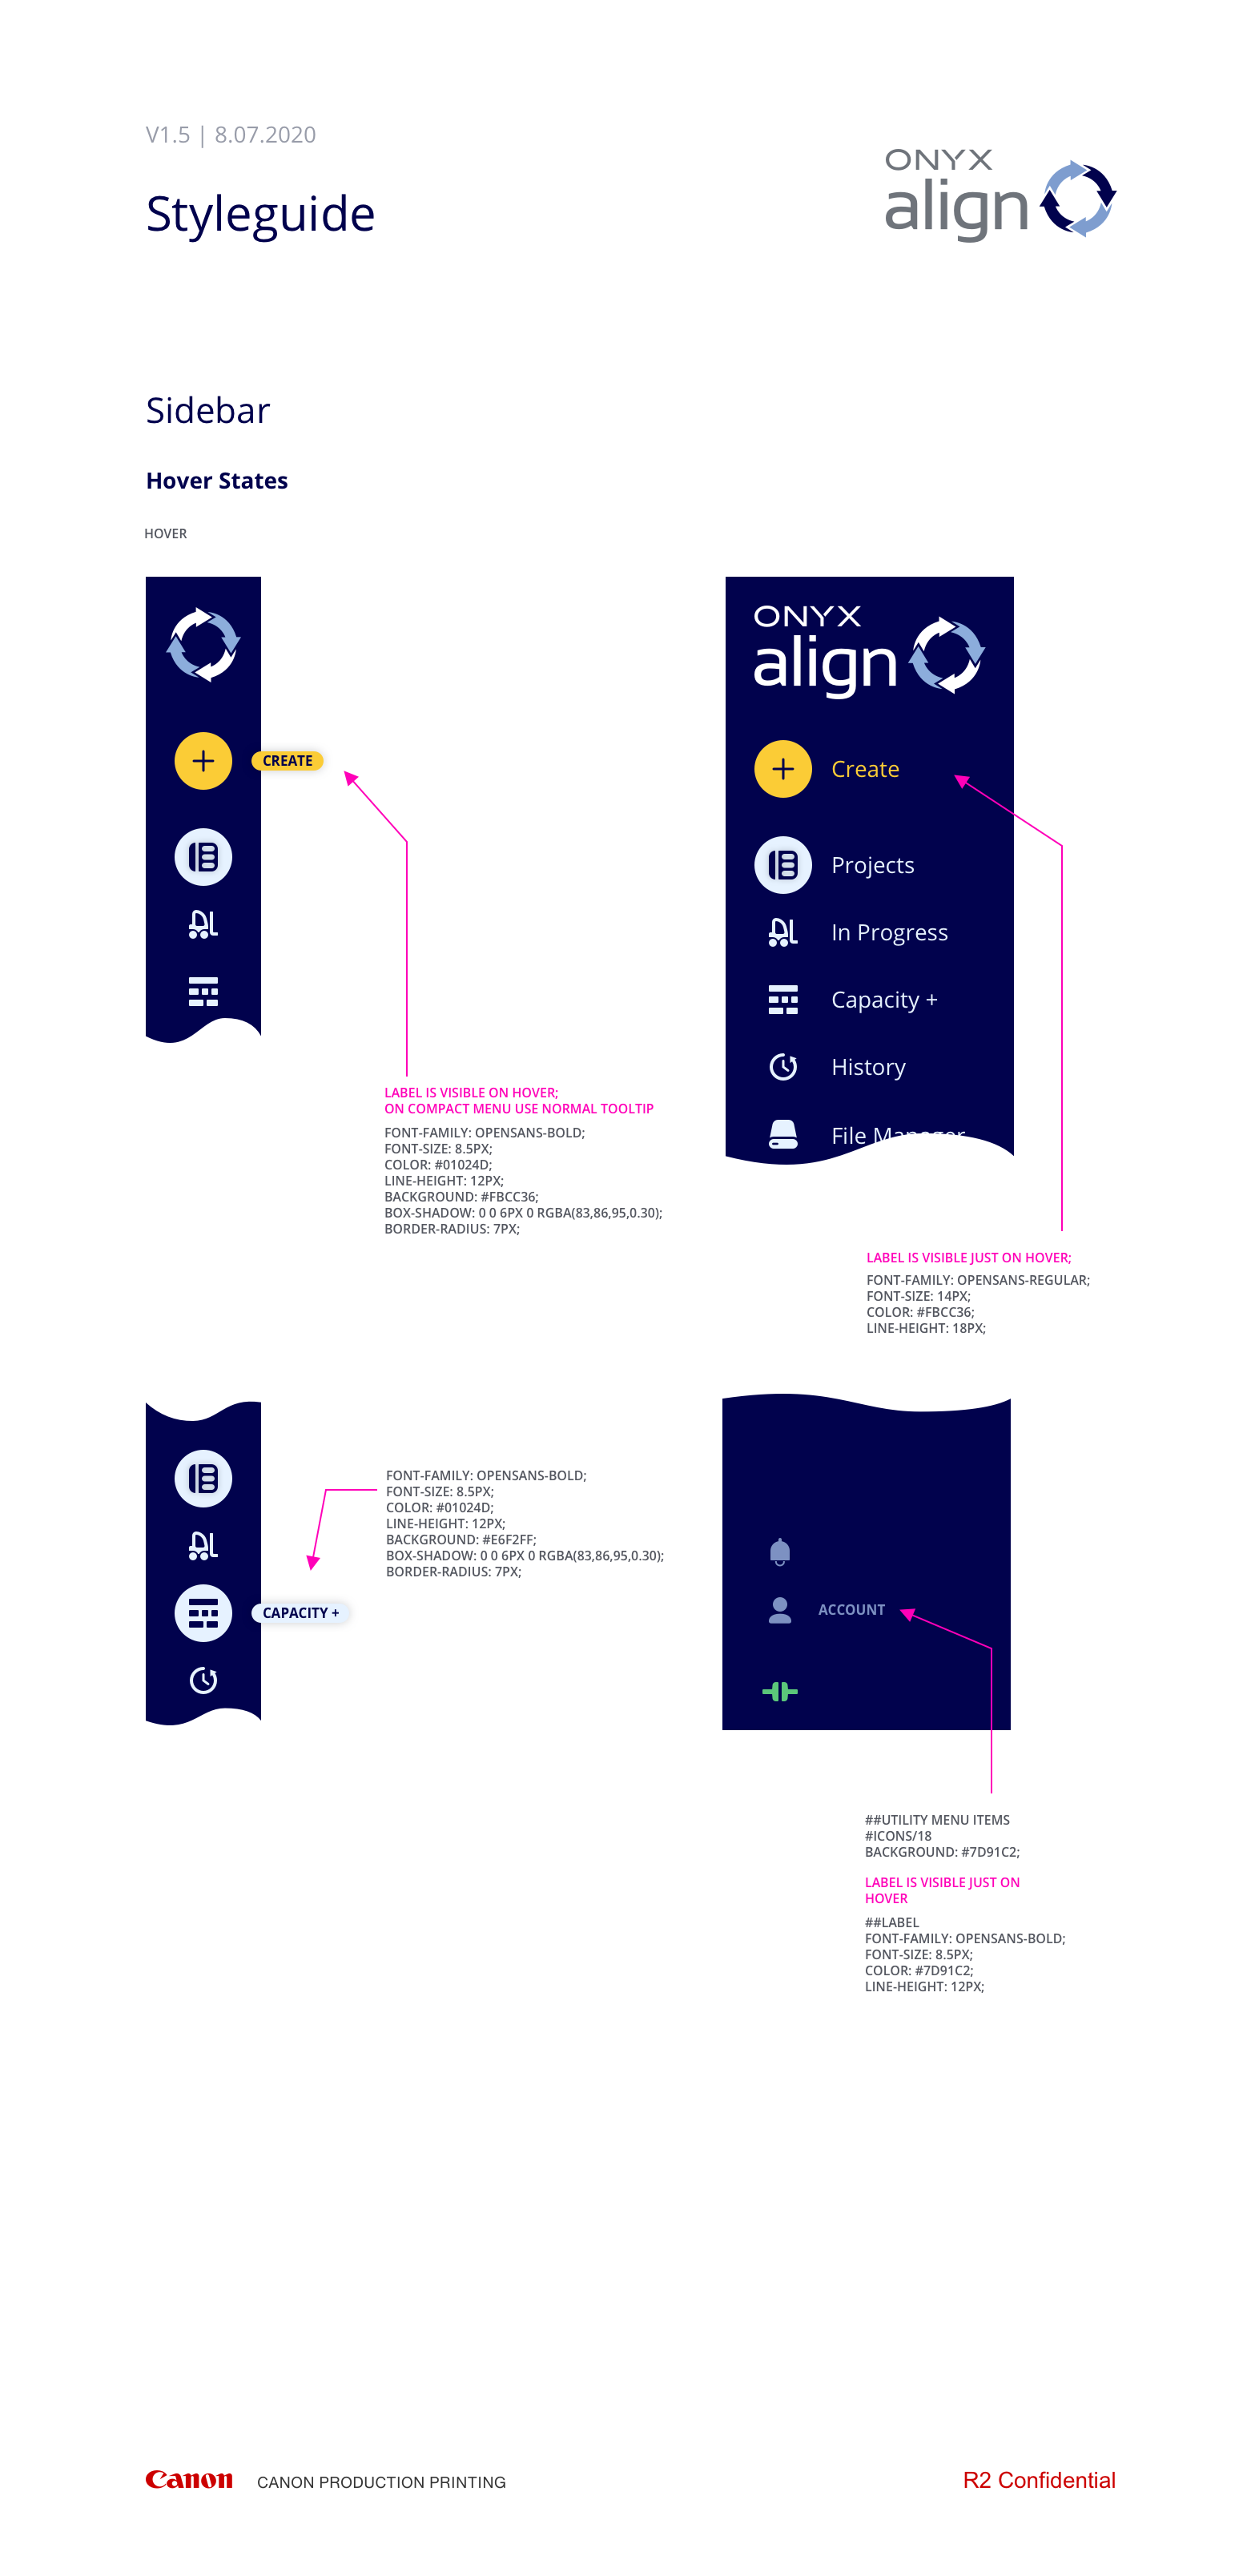 V1.5 | 8.07.2020
Styleguide
ONYX
align
Sidebar
Hover States
HOVER
CREATE
LABEL IS VISIBLE ON HOVER;
ON COMPACT MENU USE NORMAL TOOLTIP
FONT-FAMILY: OPENSANS-BOLD;
FONT-SIZE: 8.5PX;
COLOR: #01024D;
LINE-HEIGHT: 12PX;
BACKGROUND: #FBCC36;
BOX-SHADOW: 0 0 6PX 0 RGBA(83,86,95,0.30);
BORDER-RADIUS: 7PX;
ONYX
align
Create
Projects
In Progress
Capacity +
History
File Manager
LABEL IS VISIBLE JUST ON HOVER;
FONT-FAMILY: OPENSANS-REGULAR;
FONT-SIZE: 14PX;
COLOR: #FBCC36;
LINE-HEIGHT: 18PX;
CAPACITY +
FONT-FAMILY: OPENSANS-BOLD;
FONT-SIZE: 8.5PX;
COLOR: #01024D;
LINE-HEIGHT: 12PX;
BACKGROUND: #E6F2FF;
BOX-SHADOW: 0 0 6PX 0 RGBA(83,86,95,0.30);
BORDER-RADIUS: 7PX;
ACCOUNT
##UTILITY MENU ITEMS
#ICONS/18
BACKGROUND: #7D91C2;
LABEL IS VISIBLE JUST ON
HOVER
##LABEL
FONT-FAMILY: OPENSANS-BOLD;
FONT-SIZE: 8.5PX;
COLOR: #7D91C2;
LINE-HEIGHT: 12PX;
Canon CANON PRODUCTION PRINTING
R2 Confidential